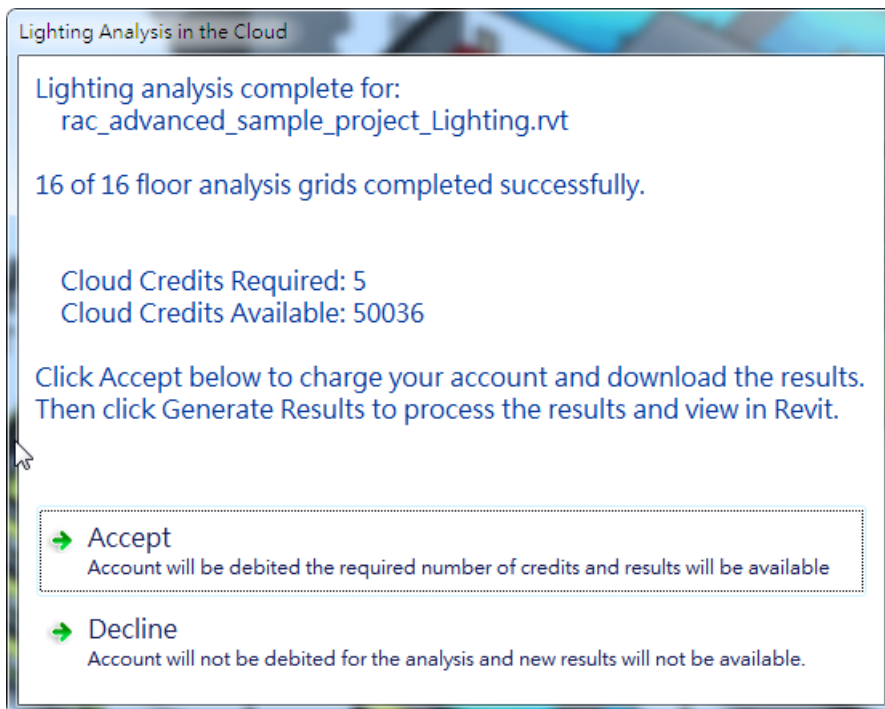 Lighting Analysis in the Cloud
Lighting analysis complete for:
rac_advanced_sample_project_Lighting.rvt
16 of 16 floor analysis grids completed successfully.
Cloud Credits Required: 5
Cloud Credits Available: 50036
Click Accept below to charge your account and download the results.
Then click Generate Results to process the results and view in Revit.
Accept
Account will be debited the required number of credits and results will be available
Decline
Account will not be debited for the analysis and new results will not be available.